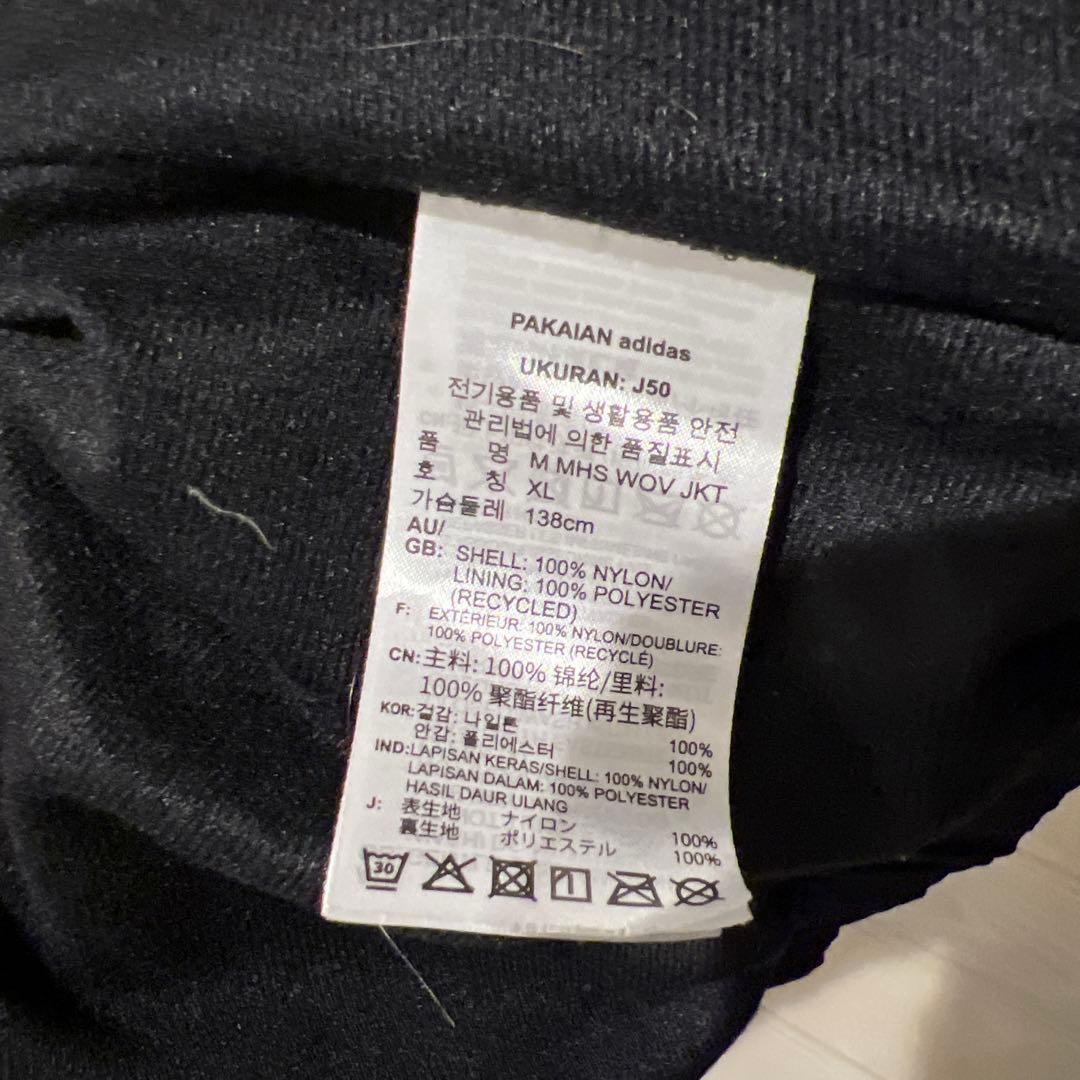 PAKAIAN adidas
UKURAN: J50
전기용품 및 생활용품 안전
관리법에 의한 품질표시
품 명 M MHS WOV JKT
호 칭 XL
가슴둘레 138cm
AU/
GB: SHELL: 100% NYLON/
LINING: 100% POLYESTER
(RECYCLED)
F: EXTÉRIEUR: 100% NYLON/DOUBLURE:
100% POLYESTER (RECYCLÉ)
CN: 主料: 100% 锦纶/里料:
100% 聚酯纤维(再生聚酯)
KOR: 겉감: 나일론 100%
안감: 폴리에스터 100%
IND: LAPISAN KERAS/SHELL: 100% NYLON/
LAPISAN DALAM: 100% POLYESTER
HASIL DAUR ULANG
J: 表生地 ナイロン 100%
裏生地 ポリエステル 100%
30